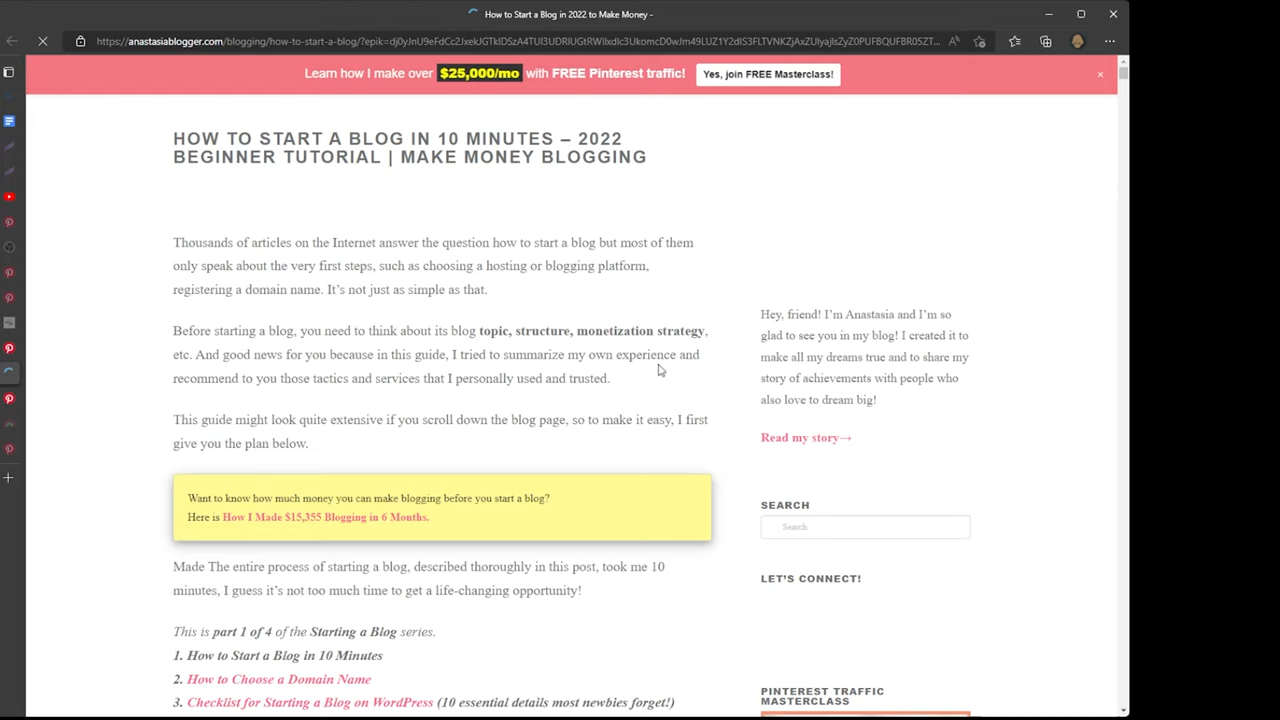 How to Start a Blog in 2022 to Make Money -
Learn how I make over $25,000/mo with FREE Pinterest traffic! Yes, join FREE Masterclass!
HOW TO START A BLOG IN 10 MINUTES – 2022
BEGINNER TUTORIAL | MAKE MONEY BLOGGING
Thousands of articles on the Internet answer the question how to start a blog but most of them
only speak about the very first steps, such as choosing a hosting or blogging platform,
registering a domain name. It’s not just as simple as that.
Before starting a blog, you need to think about its blog topic, structure, monetization strategy,
etc. And good news for you because in this guide, I tried to summarize my own experience and
recommend to you those tactics and services that I personally used and trusted.
This guide might look quite extensive if you scroll down the blog page, so to make it easy, I first
give you the plan below.
Want to know how much money you can make blogging before you start a blog?
Here is How I Made $15,355 Blogging in 6 Months.
Made The entire process of starting a blog, described thoroughly in this post, took me 10
minutes, I guess it’s not too much time to get a life-changing opportunity!
This is part 1 of 4 of the Starting a Blog series.
1. How to Start a Blog in 10 Minutes
2. How to Choose a Domain Name
3. Checklist for Starting a Blog on WordPress (10 essential details most newbies forget!)
Hey, friend! I’m Anastasia and I’m so
glad to see you in my blog! I created it to
make all my dreams true and to share my
story of achievements with people who
also love to dream big!
Read my story→
SEARCH
Search
LET’S CONNECT!
PINTEREST TRAFFIC
MASTERCLASS